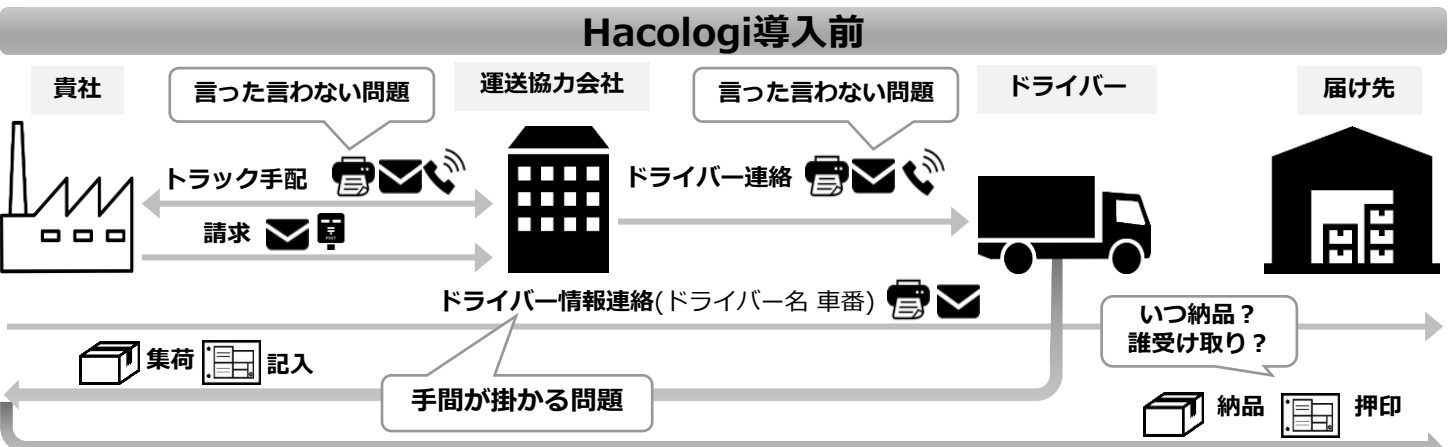 Hacologi導入前
貴社
言った言わない問題
運送協力会社
言った言わない問題
ドライバー
届け先
トラック手配
ドライバー連絡
請求
ドライバー情報連絡(ドライバー名 車番)
いつ納品？
誰受け取り？
集荷
記入
手間が掛かる問題
納品
押印